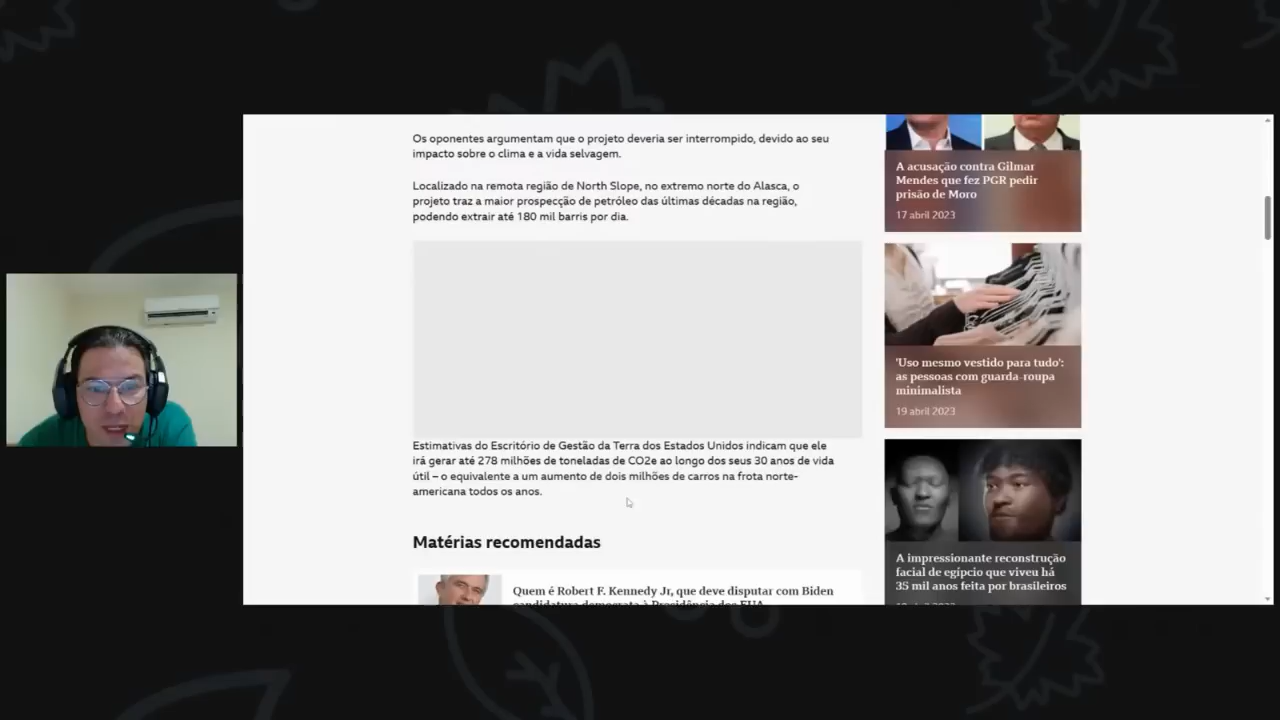 Os oponentes argumentam que o projeto deveria ser interrompido, devido ao seu
impacto sobre o clima e a vida selvagem.
Localizado na remota região de North Slope, no extremo norte do Alasca, o
projeto traz a maior prospecção de petróleo das últimas décadas na região,
podendo extrair até 180 mil barris por dia.
Estimativas do Escritório de Gestão da Terra dos Estados Unidos indicam que ele
irá gerar até 278 milhões de toneladas de CO2e ao longo dos seus 30 anos de vida
útil – o equivalente a um aumento de dois milhões de carros na frota norte-
americana todos os anos.
Matérias recomendadas
Quem é Robert F. Kennedy Jr, que deve disputar com Biden
candidatura democrata à Presidência dos EUA
A acusação contra Gilmar
Mendes que fez PGR pedir
prisão de Moro
17 abril 2023
'Uso mesmo vestido para tudo':
as pessoas com guarda-roupa
minimalista
19 abril 2023
A impressionante reconstrução
facial de egípcio que viveu há
35 mil anos feita por brasileiros